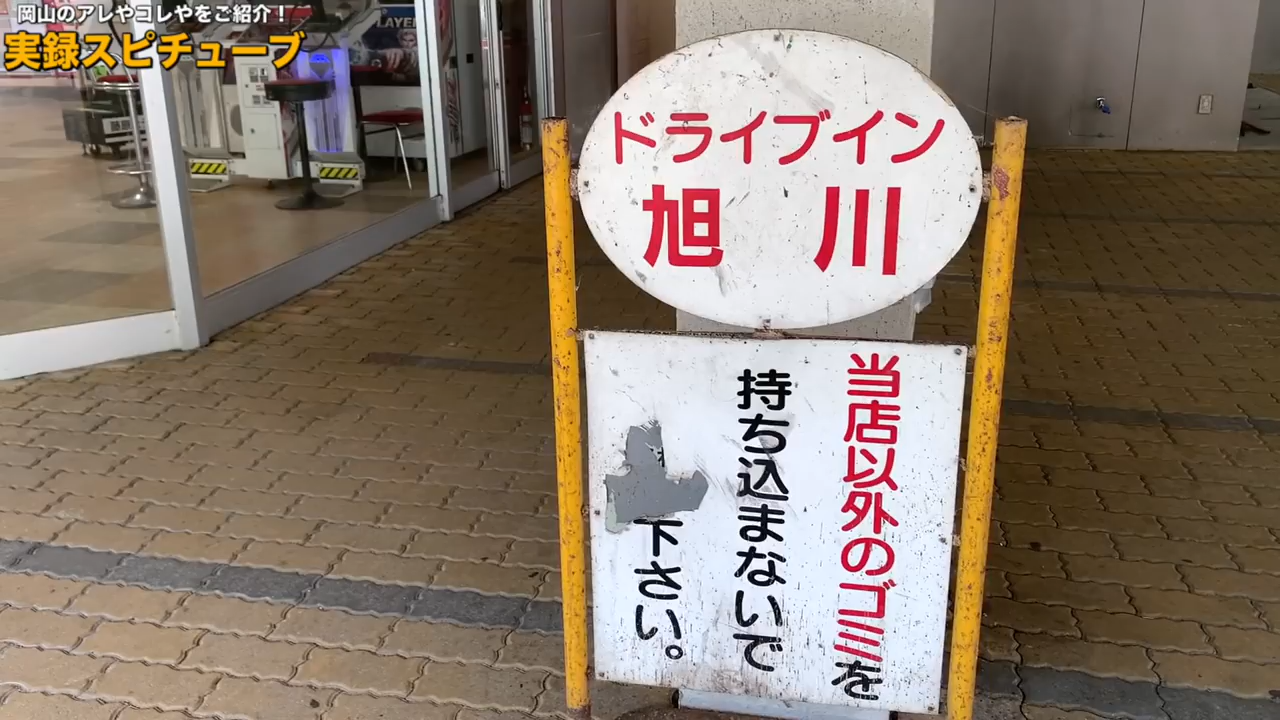 岡山のアレやコレやをご紹介！
実録スピチューブ
LAYER
ドライブイン
旭川
当店以外のゴミを
持ち込まないで
下さい。